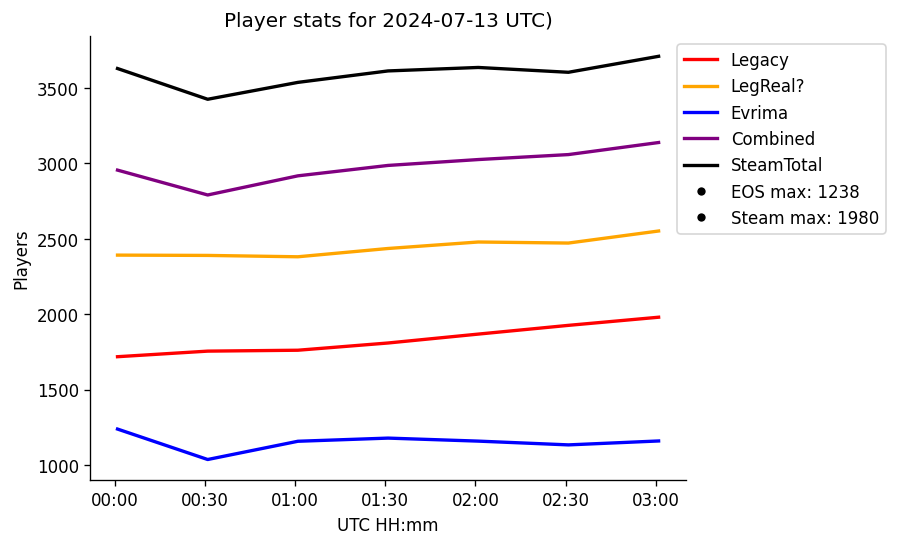 Player stats for 2024-07-13 UTC)
Legacy
LegReal?
Evrima
Combined
SteamTotal
EOS max: 1238
Steam max: 1980
Players
3500
3000
2500
2000
1500
1000
00:00 00:30 01:00 01:30 02:00 02:30 03:00
UTC HH:mm